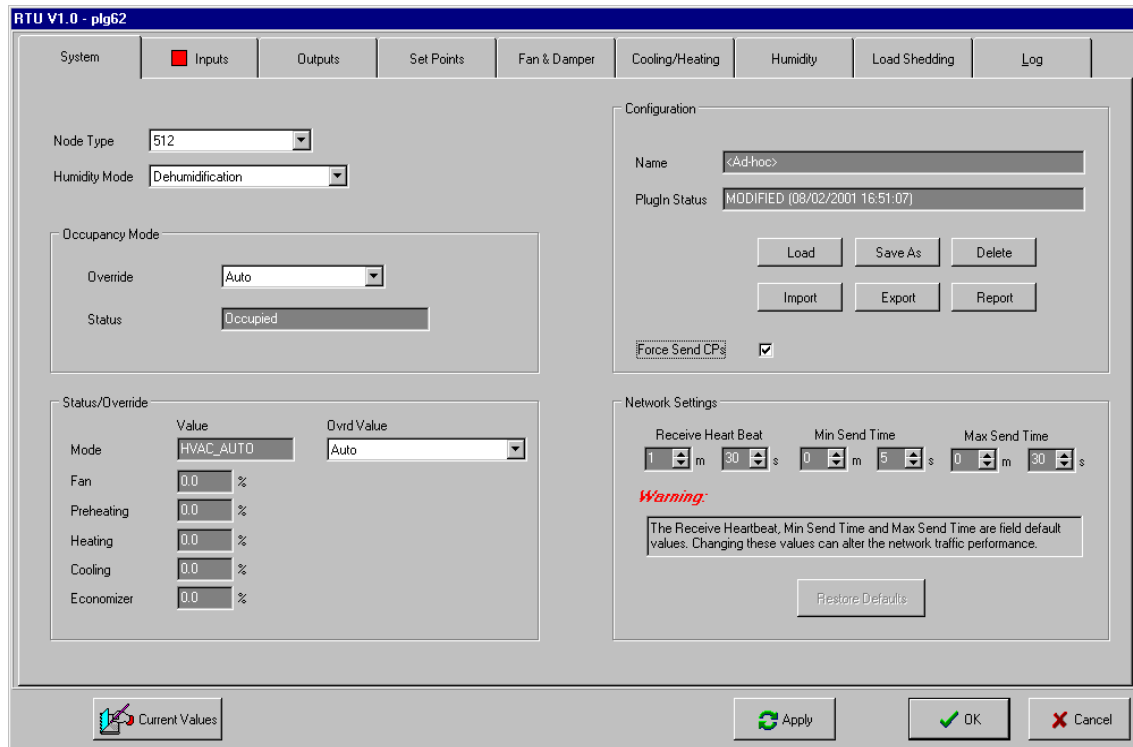 RTU V1.0 - plg62
System
Inputs
Outputs
Set Points
Fan & Damper
Cooling/Heating
Humidity
Load Shedding
Log
Node Type 512
Humidity Mode Dehumidification
Occupancy Mode
Override Auto
Status Occupied
Status/Override
Value Ovrd Value
Mode HVAC_AUTO Auto
Fan 0.0 %
Preheating 0.0 %
Heating 0.0 %
Cooling 0.0 %
Economizer 0.0 %
Configuration
Name <Ad-hoc>
PlugIn Status MODIFIED (08/02/2001 16:51:07)
Load Save As Delete
Import Export Report
Force Send CPs
Network Settings
Receive Heart Beat Min Send Time Max Send Time
1 m 30 s 0 m 5 s 0 m 30 s
Warning:
The Receive Heartbeat, Min Send Time and Max Send Time are field default
values. Changing these values can alter the network traffic performance.
Restore Defaults
Current Values
Apply
OK
Cancel